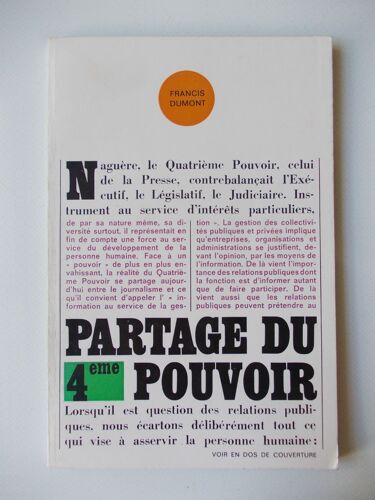 FRANCIS
DUMONT
Naguère, le Quatrième Pouvoir, celui
de la Presse, contrebalançait l'Exé-
cutif, le Législatif, le Judiciaire. Ins-
trument au service d'intérêts particuliers,
de par sa nature même, sa di-
versité surtout, il représentait en
fin de compte une force au ser-
vice du développement de la
personne humaine. Face à un
« pouvoir » de plus en plus en-
vahissant, la réalité du Quatriè-
me Pouvoir se partage aujour-
d'hui entre le journalisme et ce
qu'il convient d'appeler l' « in-
formation au service de la ges-
tion ». La gestion des collectivi-
tés publiques et privées implique
qu'entreprises, organisations et
administrations se justifient, de-
vant l'opinion, par les moyens de
l'information. De là vient l'impor-
tance des relations publiques dont
la fonction est d'informer autant
que de faire participer. De là
vient aussi que les relations
publiques peuvent prétendre au
PARTAGE DU
4eme POUVOIR
Lorsqu'il est question des relations publi-
ques, nous écartons délibérément tout ce
qui vise à asservir la personne humaine :
VOIR EN DOS DE COUVERTURE